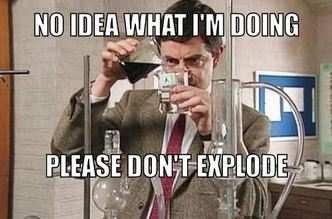 NO IDEA WHAT I'M DOING
PLEASE DON'T EXPLODE